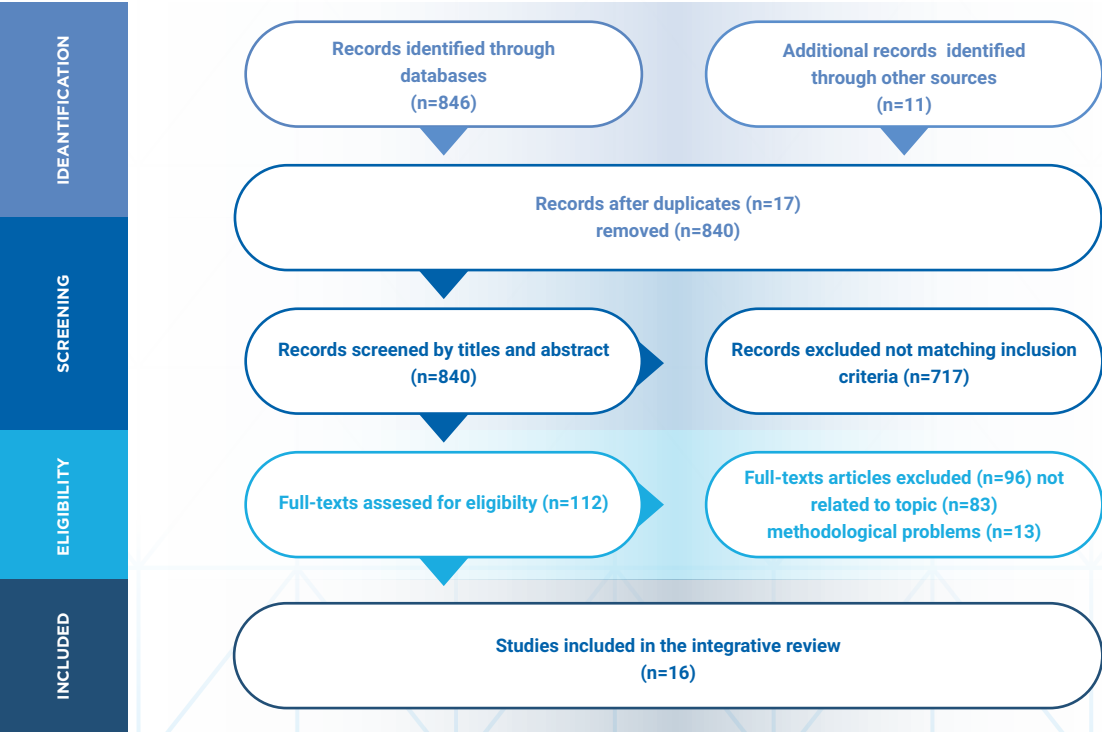 IDEANTIFICATION
Records identified through
databases
(n=846)
Additional records identified
through other sources
(n=11)
Records after duplicates (n=17)
removed (n=840)
SCREENING
Records screened by titles and abstract
(n=840)
Records excluded not matching inclusion
criteria (n=717)
ELIGIBILITY
Full-texts assesed for eligibilty (n=112)
Full-texts articles excluded (n=96) not
related to topic (n=83)
methodological problems (n=13)
INCLUDED
Studies included in the integrative review
(n=16)